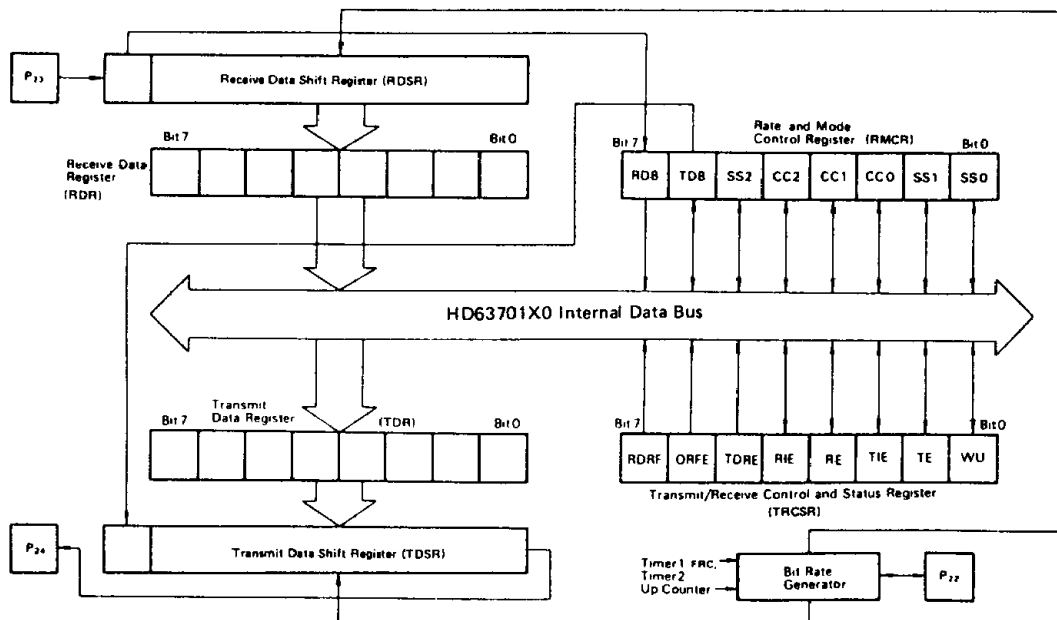 P23
Receive Data Shift Register (RDSR)
Bit 7
Bit 0
Receive Data
Register
(RDR)
Rate and Mode
Control Register (RMCR)
Bit 7
Bit 0
RD8
TD8
SS2
CC2
CC1
CC0
SS1
SS0
HD63701X0 Internal Data Bus
Transmit
Data Register
(TDR)
Bit 7
Bit 0
Bit 7
Bit 0
RDRF
ORFE
TDRE
RIE
RE
TIE
TE
WU
Transmit/Receive Control and Status Register
(TRCSR)
P24
Transmit Data Shift Register (TDSR)
Timer 1 FRC,
Timer 2
Up Counter
Bit Rate
Generator
P22